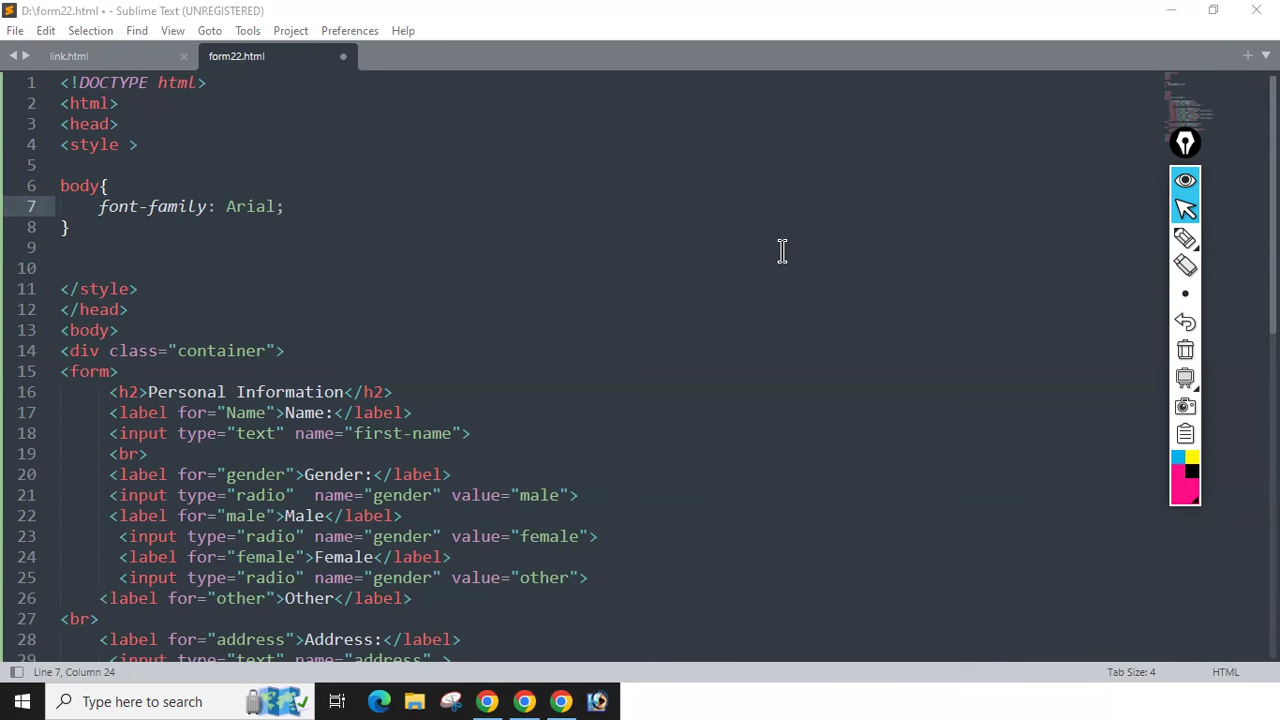 D:\form22.html • - Sublime Text (UNREGISTERED)
File Edit Selection Find View Goto Tools Project Preferences Help
link.html form22.html
1 <!DOCTYPE html>
2 <html>
3 <head>
4 <style >
5
6 body{
7 font-family: Arial;
8 }
9
10
11 </style>
12 </head>
13 <body>
14 <div class="container">
15 <form>
16 <h2>Personal Information</h2>
17 <label for="Name">Name:</label>
18 <input type="text" name="first-name">
19 <br>
20 <label for="gender">Gender:</label>
21 <input type="radio"  name="gender" value="male">
22 <label for="male">Male</label>
23 <input type="radio" name="gender" value="female">
24 <label for="female">Female</label>
25 <input type="radio" name="gender" value="other">
26 <label for="other">Other</label>
27 <br>
28 <label for="address">Address:</label>
29 <input type="text" name="address" >
Line 7, Column 24 Tab Size: 4 HTML
Type here to search